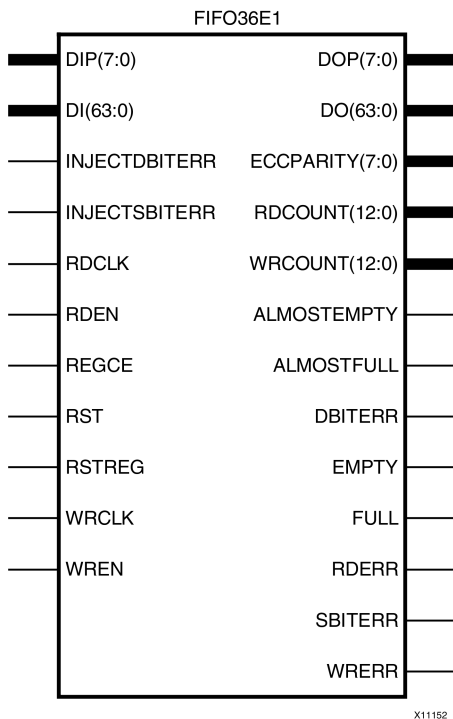 FIFO36E1
DIP(7:0) DOP(7:0)
DI(63:0) DO(63:0)
INJECTDBITERR ECCPARITY(7:0)
INJECTSBITERR RDCOUNT(12:0)
RDCLK WRCOUNT(12:0)
RDEN ALMOSTEMPTY
REGCE ALMOSTFULL
RST DBITERR
RSTREG EMPTY
WRCLK FULL
WREN RDERR
SBITERR
WRERR
X11152